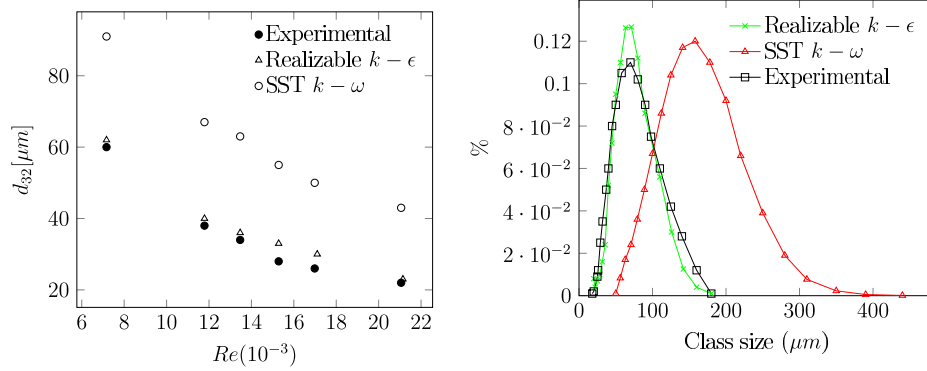 80
60
40
20
d₃₂[μm]
6 8 10 12 14 16 18 20 22
Re(10⁻³)
Experimental
Realizable k − ϵ
SST k − ω
0.12
0.1
8 · 10⁻²
6 · 10⁻²
4 · 10⁻²
2 · 10⁻²
0
%
0 100 200 300 400
Class size (μm)
Realizable k − ϵ
SST k − ω
Experimental